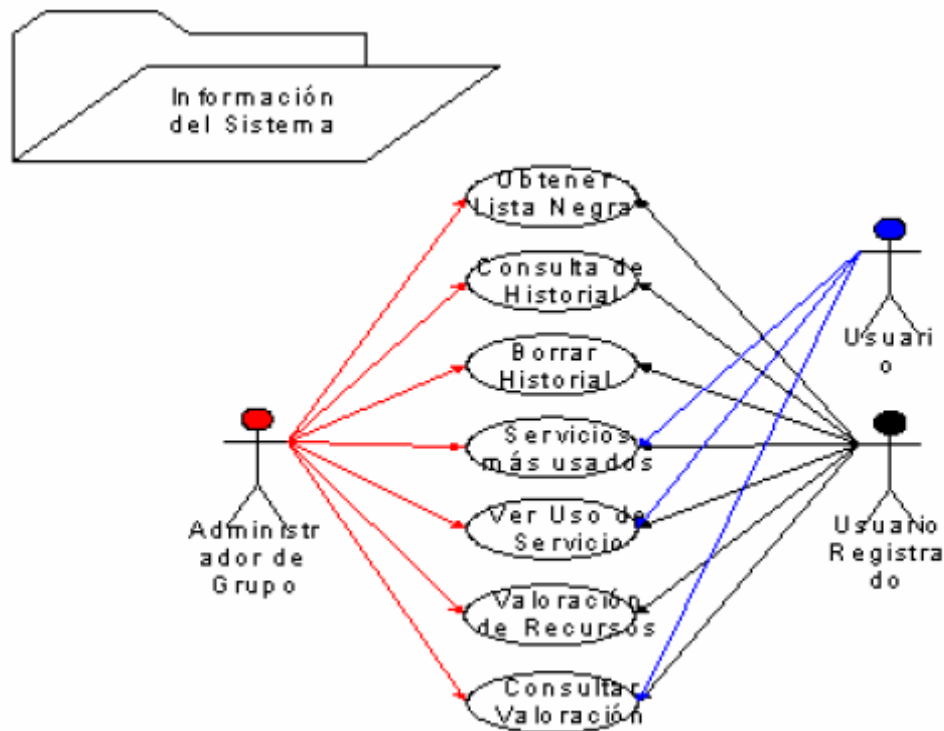 Información
del Sistema
Obtener
Lista Negra
Consulta de
Historial
Borrar
Historial
Servicios
más usados
Ver Uso de
Servicio
Valoración
de Recursos
Consultar
Valoración
Administr
ador de
Grupo
Usuari
o
Usuario
Registra
do